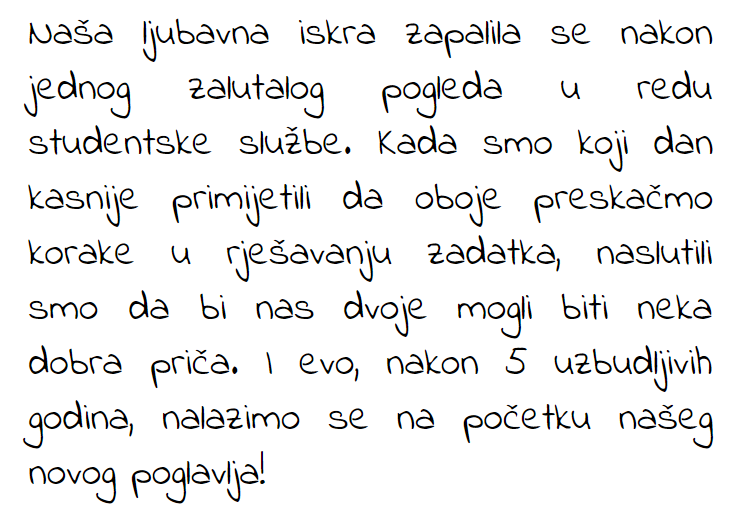 Naša ljubavna iskra zapalila se nakon
jednog zalutalog pogleda u redu
studentske službe. Kada smo koji dan
kasnije primijetili da oboje preskačmo
korake u rješavanju zadatka, naslutili
smo da bi nas dvoje mogli biti neka
dobra priča. I evo, nakon 5 uzbudljivih
godina, nalazimo se na početku našeg
novog poglavlja!